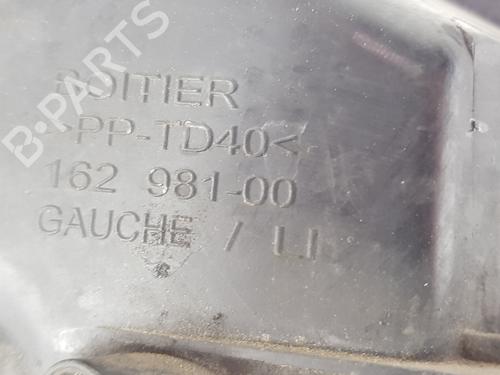 B-PARTS
BOITIER
>PP-TD40<
162 981-00
GAUCHE / LI